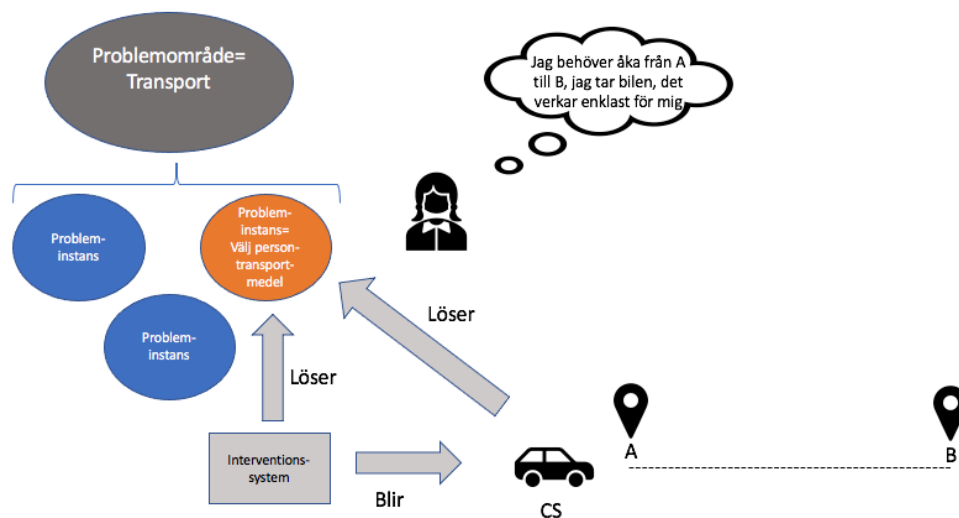 Problemområde=
Transport
Jag behöver åka från A
till B, jag tar bilen, det
verkar enklast för mig
Problem-
instans
Problem-
instans=
Välj person-
transport-
medel
Problem-
instans
Löser
Löser
Interventions-
system
Blir
CS
A
B